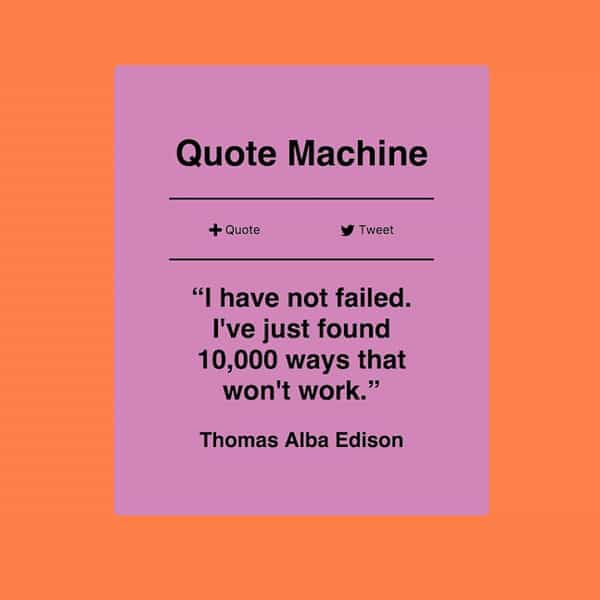 Quote Machine
Quote Tweet
“I have not failed.
I've just found
10,000 ways that
won't work.”
Thomas Alba Edison